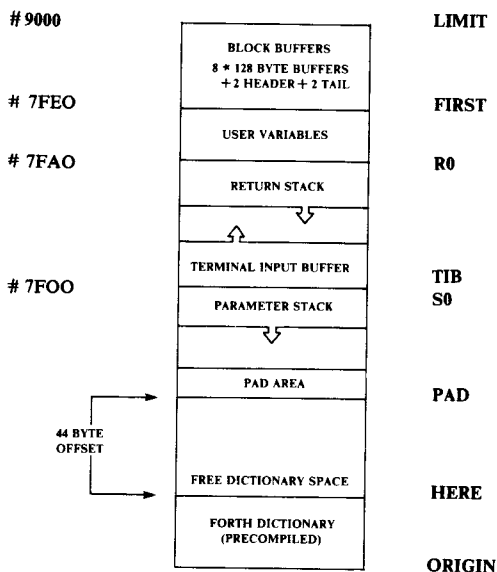 # 9000
LIMIT
BLOCK BUFFERS
8 * 128 BYTE BUFFERS
+ 2 HEADER + 2 TAIL
# 7FEO
FIRST
USER VARIABLES
# 7FAO
R0
RETURN STACK
TERMINAL INPUT BUFFER
TIB
# 7FOO
S0
PARAMETER STACK
PAD AREA
PAD
44 BYTE
OFFSET
FREE DICTIONARY SPACE
HERE
FORTH DICTIONARY
(PRECOMPILED)
ORIGIN